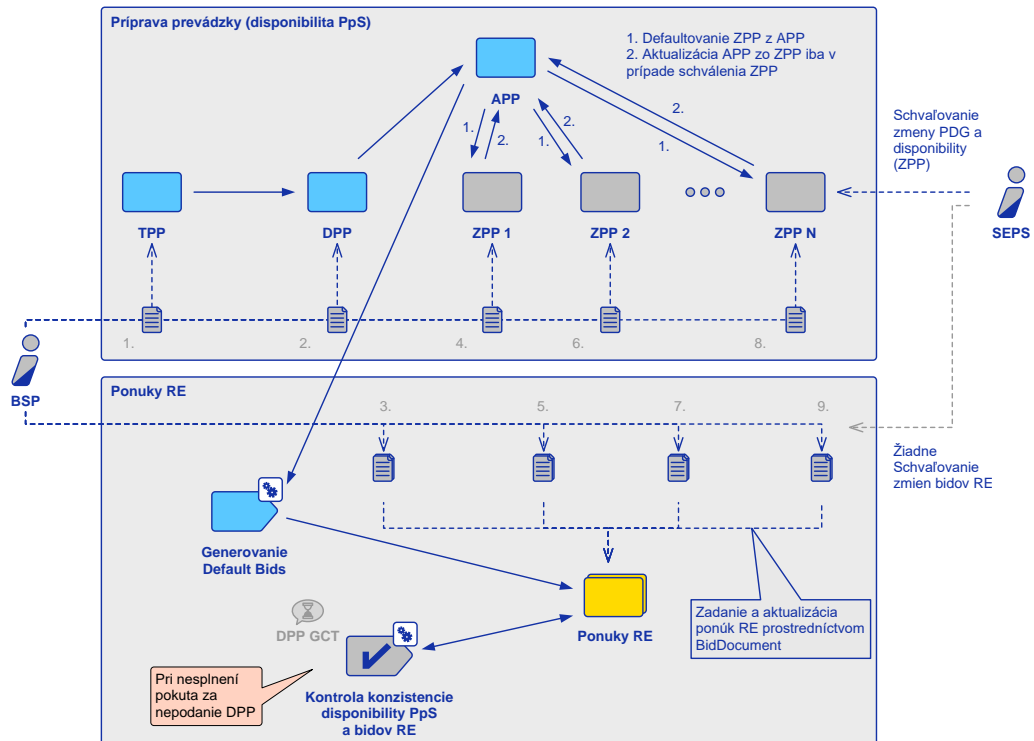 Príprava prevádzky (disponibilita PpS)
1. Defaultovanie ZPP z APP
2. Aktualizácia APP zo ZPP iba v
prípade schválenia ZPP
APP
1.
2.
1.
2.
1.
2.
Schvaľovanie
zmeny PDG a
disponibility
(ZPP)
SEPS
TPP
DPP
ZPP 1
ZPP 2
ZPP N
1.
2.
4.
6.
8.
BSP
Ponuky RE
3.
5.
7.
9.
Žiadne
Schvaľovanie
zmien bidov RE
Generovanie
Default Bids
DPP GCT
Ponuky RE
Zadanie a aktualizácia
ponúk RE prostredníctvom
BidDocument
Pri nesplnení
pokuta za
nepodanie DPP
Kontrola konzistencie
disponibility PpS
a bidov RE